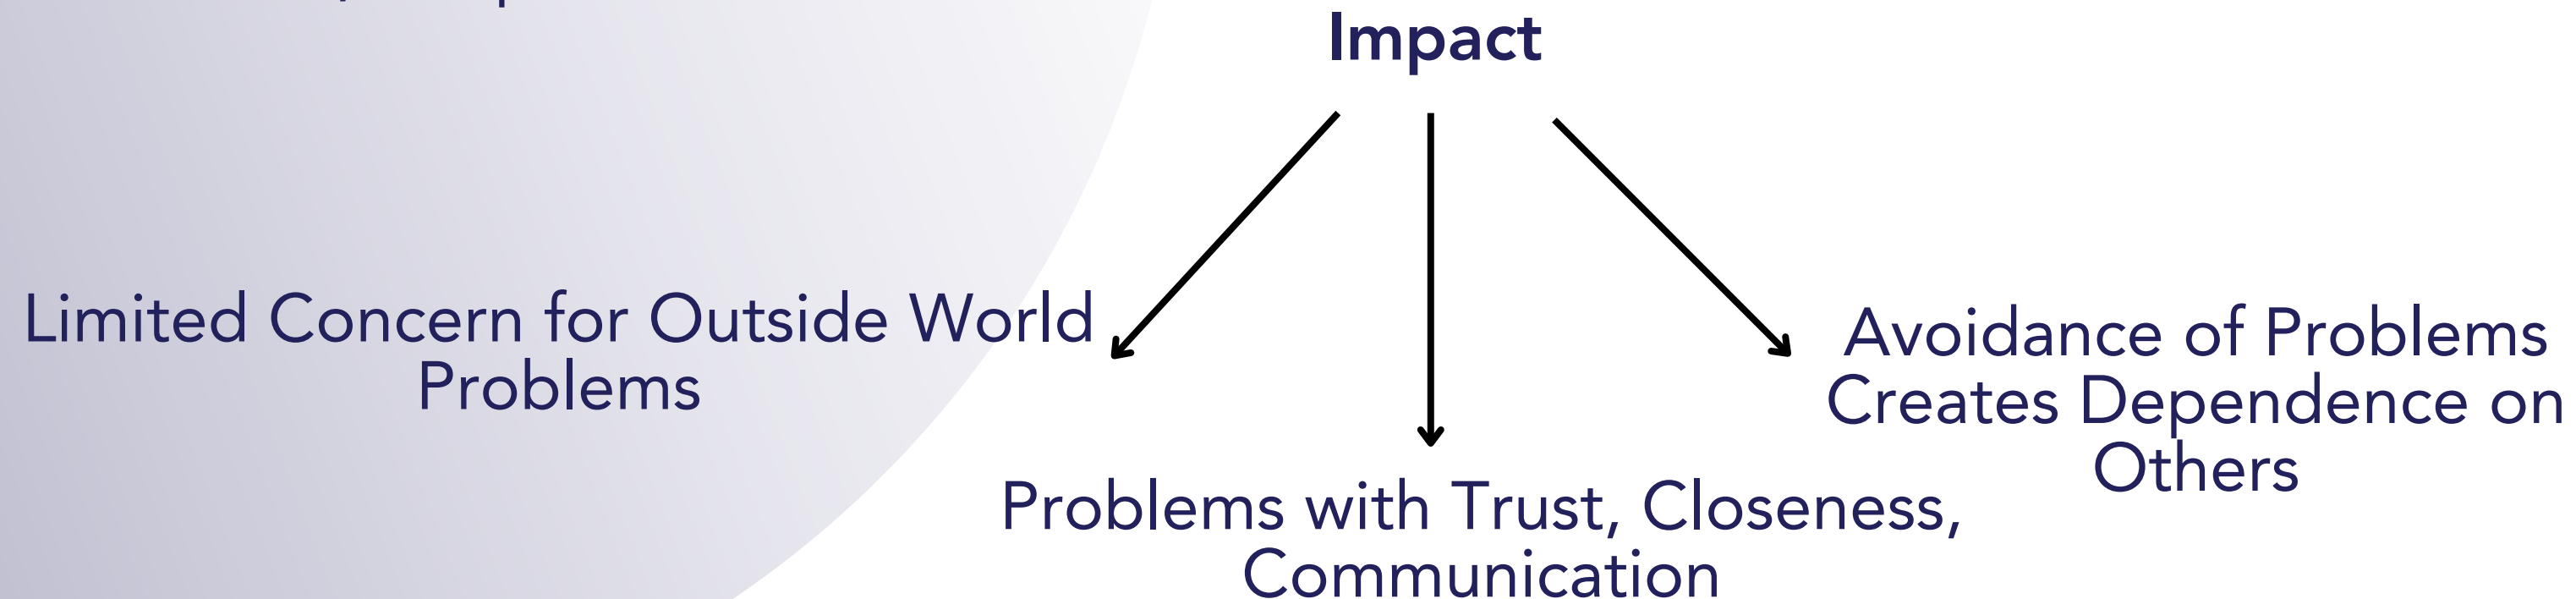 Impact
Limited Concern for Outside World
Problems
Problems with Trust, Closeness,
Communication
Avoidance of Problems
Creates Dependence on
Others